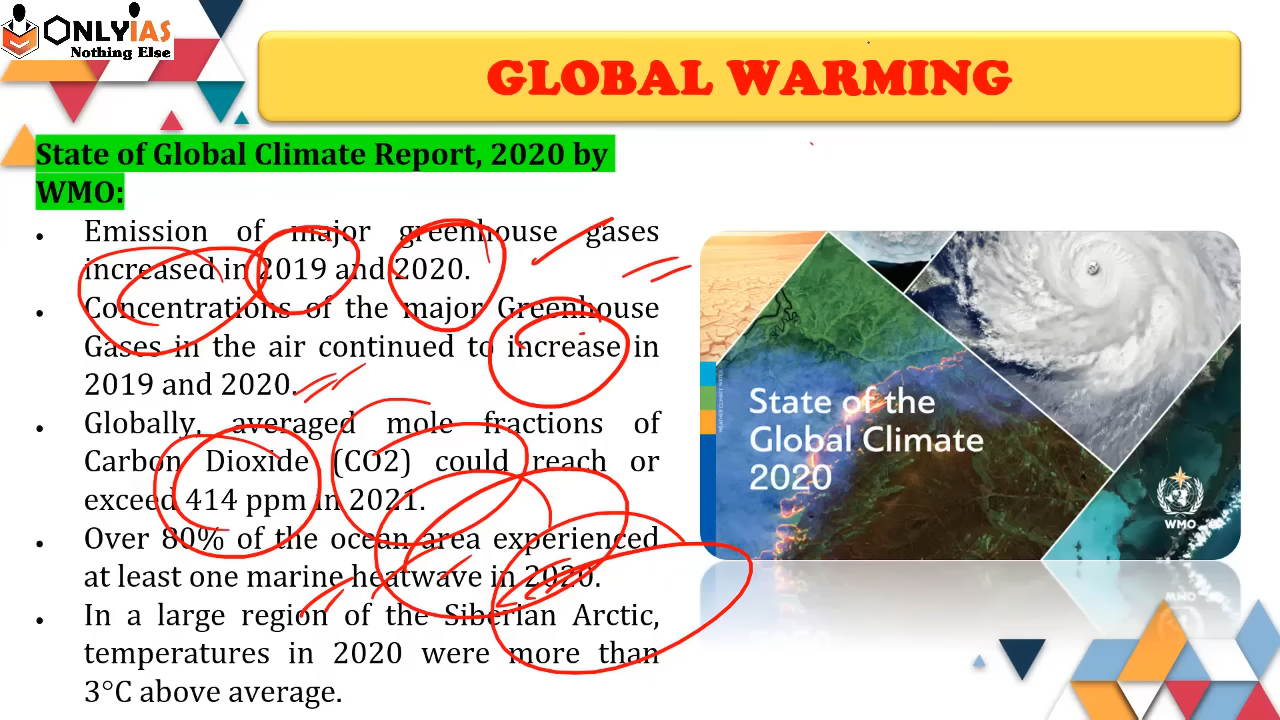 ONLYIAS
Nothing Else
GLOBAL WARMING
State of Global Climate Report, 2020 by
WMO:
• Emission of major greenhouse gases
increased in 2019 and 2020.
• Concentrations of the major Greenhouse
Gases in the air continued to increase in
2019 and 2020.
• Globally, averaged mole fractions of
Carbon Dioxide (CO2) could reach or
exceed 414 ppm in 2021.
• Over 80% of the ocean area experienced
at least one marine heatwave in 2020.
• In a large region of the Siberian Arctic,
temperatures in 2020 were more than
3°C above average.
State of the
Global Climate
2020
WMO